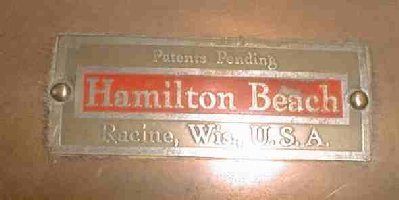 Patents Pending
Hamilton Beach
Racine, Wis., U.S.A.